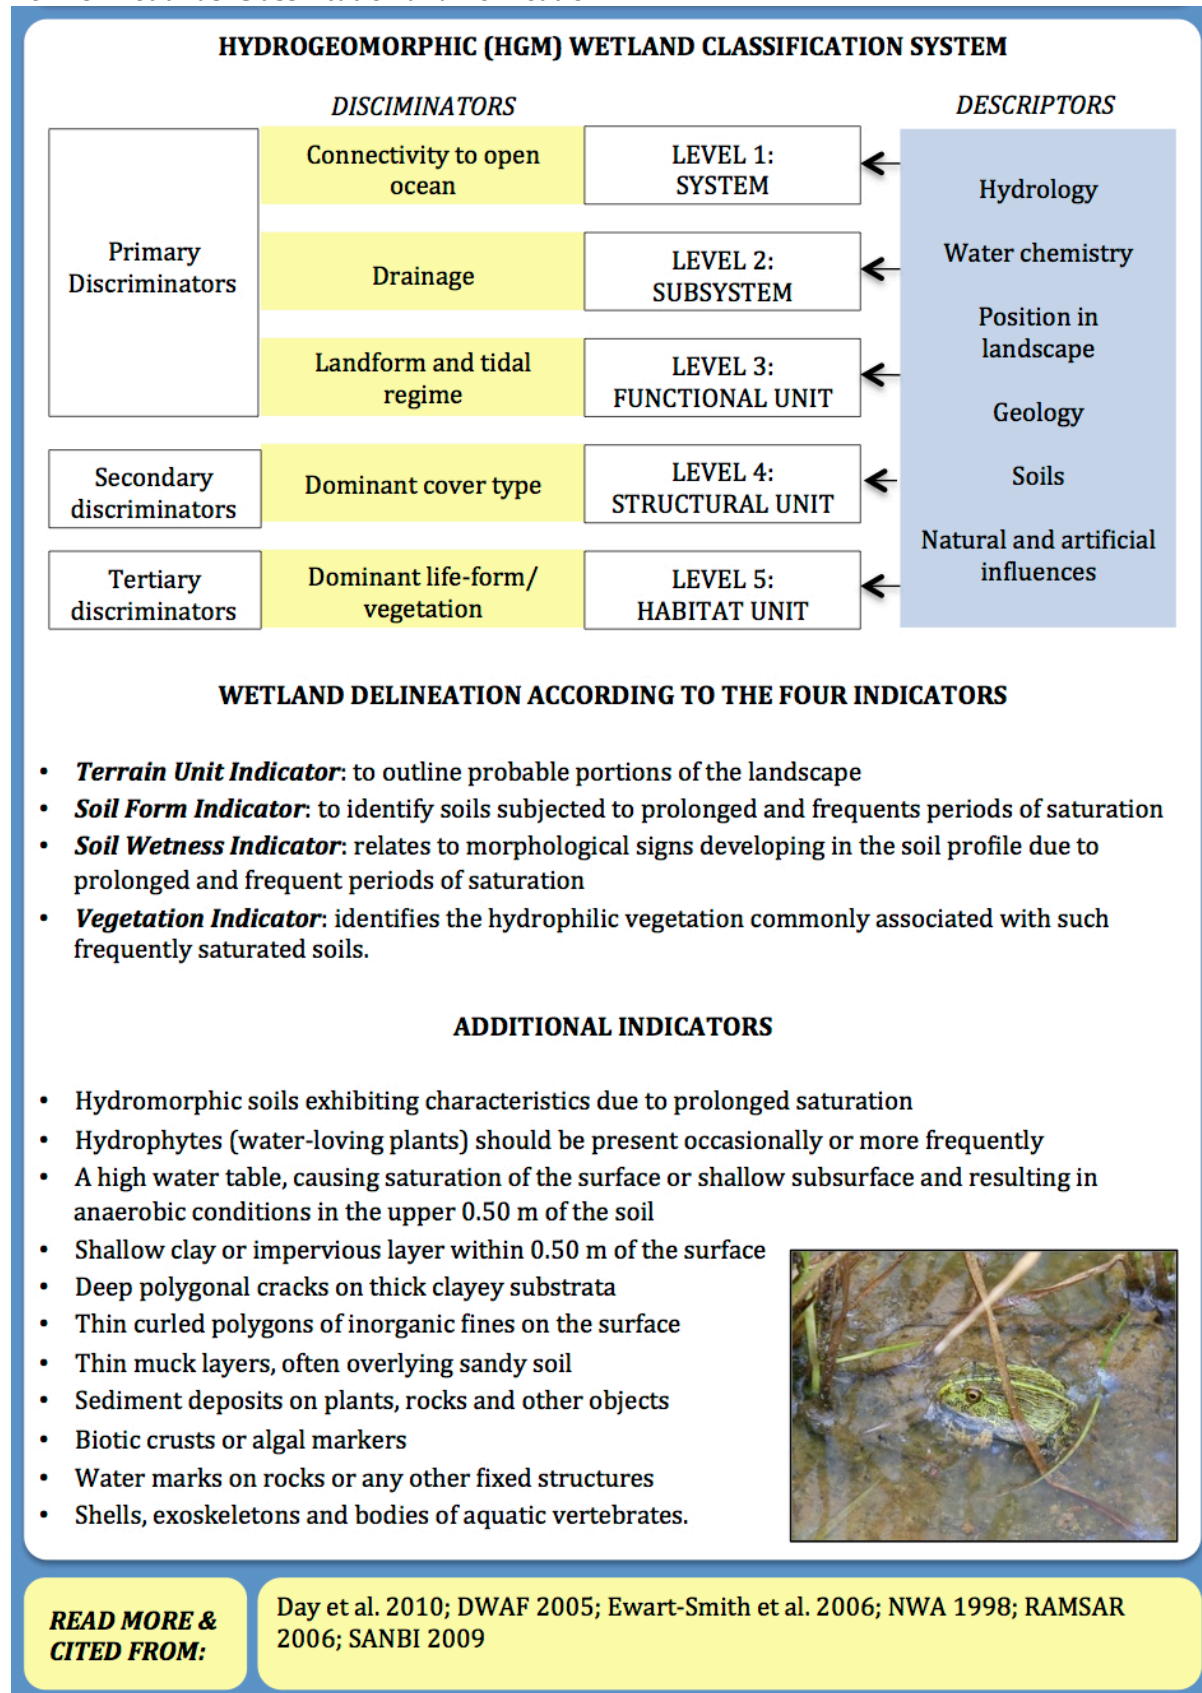 HYDROGEOMORPHIC (HGM) WETLAND CLASSIFICATION SYSTEM
DISCIMINATORS
DESCRIPTORS
Primary
Discriminators
Connectivity to open
ocean
LEVEL 1:
SYSTEM
Drainage
LEVEL 2:
SUBSYSTEM
Landform and tidal
regime
LEVEL 3:
FUNCTIONAL UNIT
Secondary
discriminators
Dominant cover type
LEVEL 4:
STRUCTURAL UNIT
Tertiary
discriminators
Dominant life-form/
vegetation
LEVEL 5:
HABITAT UNIT
Hydrology
Water chemistry
Position in
landscape
Geology
Soils
Natural and artificial
influences
WETLAND DELINEATION ACCORDING TO THE FOUR INDICATORS
• Terrain Unit Indicator: to outline probable portions of the landscape
• Soil Form Indicator: to identify soils subjected to prolonged and frequents periods of saturation
• Soil Wetness Indicator: relates to morphological signs developing in the soil profile due to
prolonged and frequent periods of saturation
• Vegetation Indicator: identifies the hydrophilic vegetation commonly associated with such
frequently saturated soils.
ADDITIONAL INDICATORS
• Hydromorphic soils exhibiting characteristics due to prolonged saturation
• Hydrophytes (water-loving plants) should be present occasionally or more frequently
• A high water table, causing saturation of the surface or shallow subsurface and resulting in
anaerobic conditions in the upper 0.50 m of the soil
• Shallow clay or impervious layer within 0.50 m of the surface
• Deep polygonal cracks on thick clayey substrata
• Thin curled polygons of inorganic fines on the surface
• Thin muck layers, often overlying sandy soil
• Sediment deposits on plants, rocks and other objects
• Biotic crusts or algal markers
• Water marks on rocks or any other fixed structures
• Shells, exoskeletons and bodies of aquatic vertebrates.
READ MORE &
CITED FROM:
Day et al. 2010; DWAF 2005; Ewart-Smith et al. 2006; NWA 1998; RAMSAR
2006; SANBI 2009